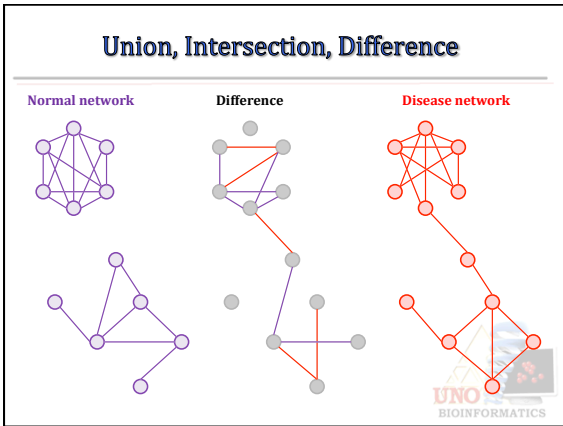 Union, Intersection, Difference
Normal network
Difference
Disease network
UNO
BIOINFORMATICS